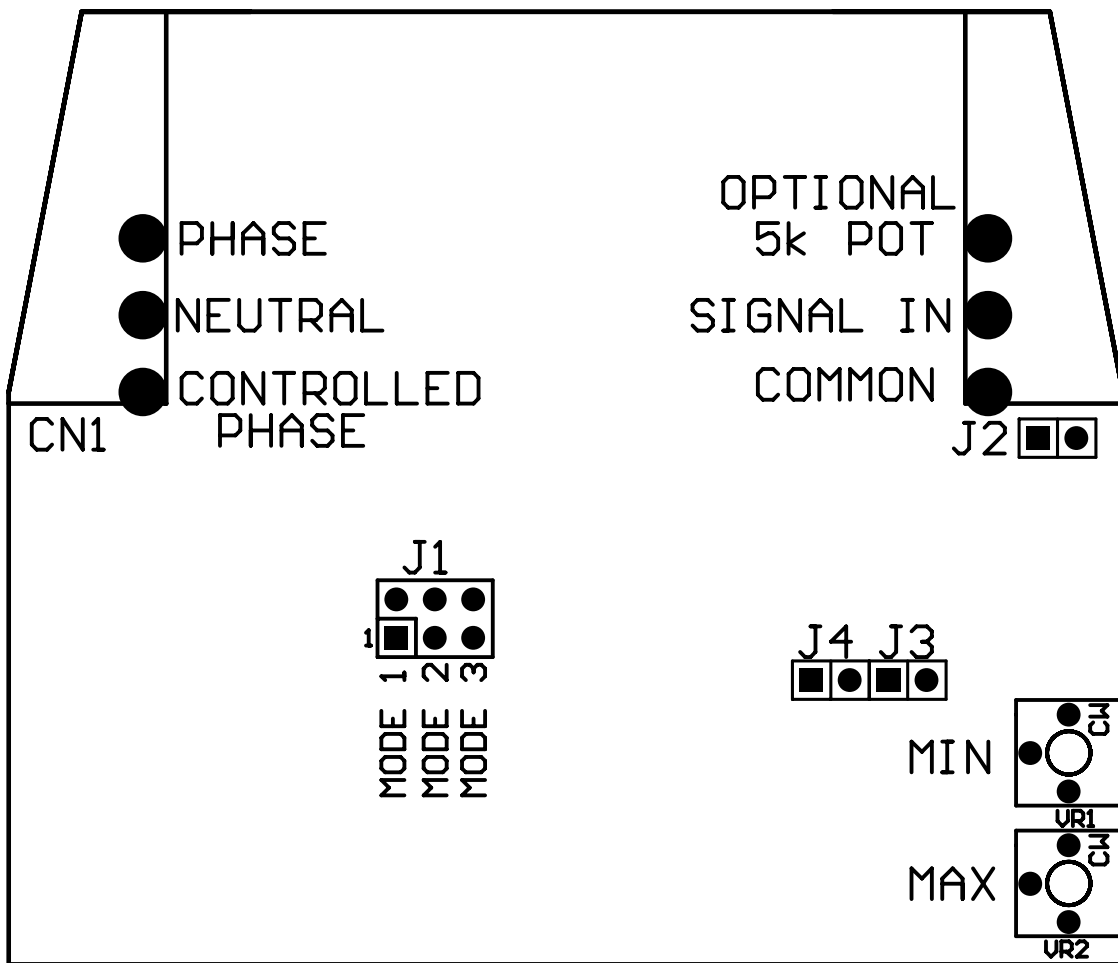 OPTIONAL
PHASE
5k POT
NEUTRAL
SIGNAL IN
CONTROLLED
PHASE
COMMON
CN1
J2
J1
1
1 2 3
MODE MODE MODE
J4 J3
MIN
CW
VR1
MAX
CW
VR2